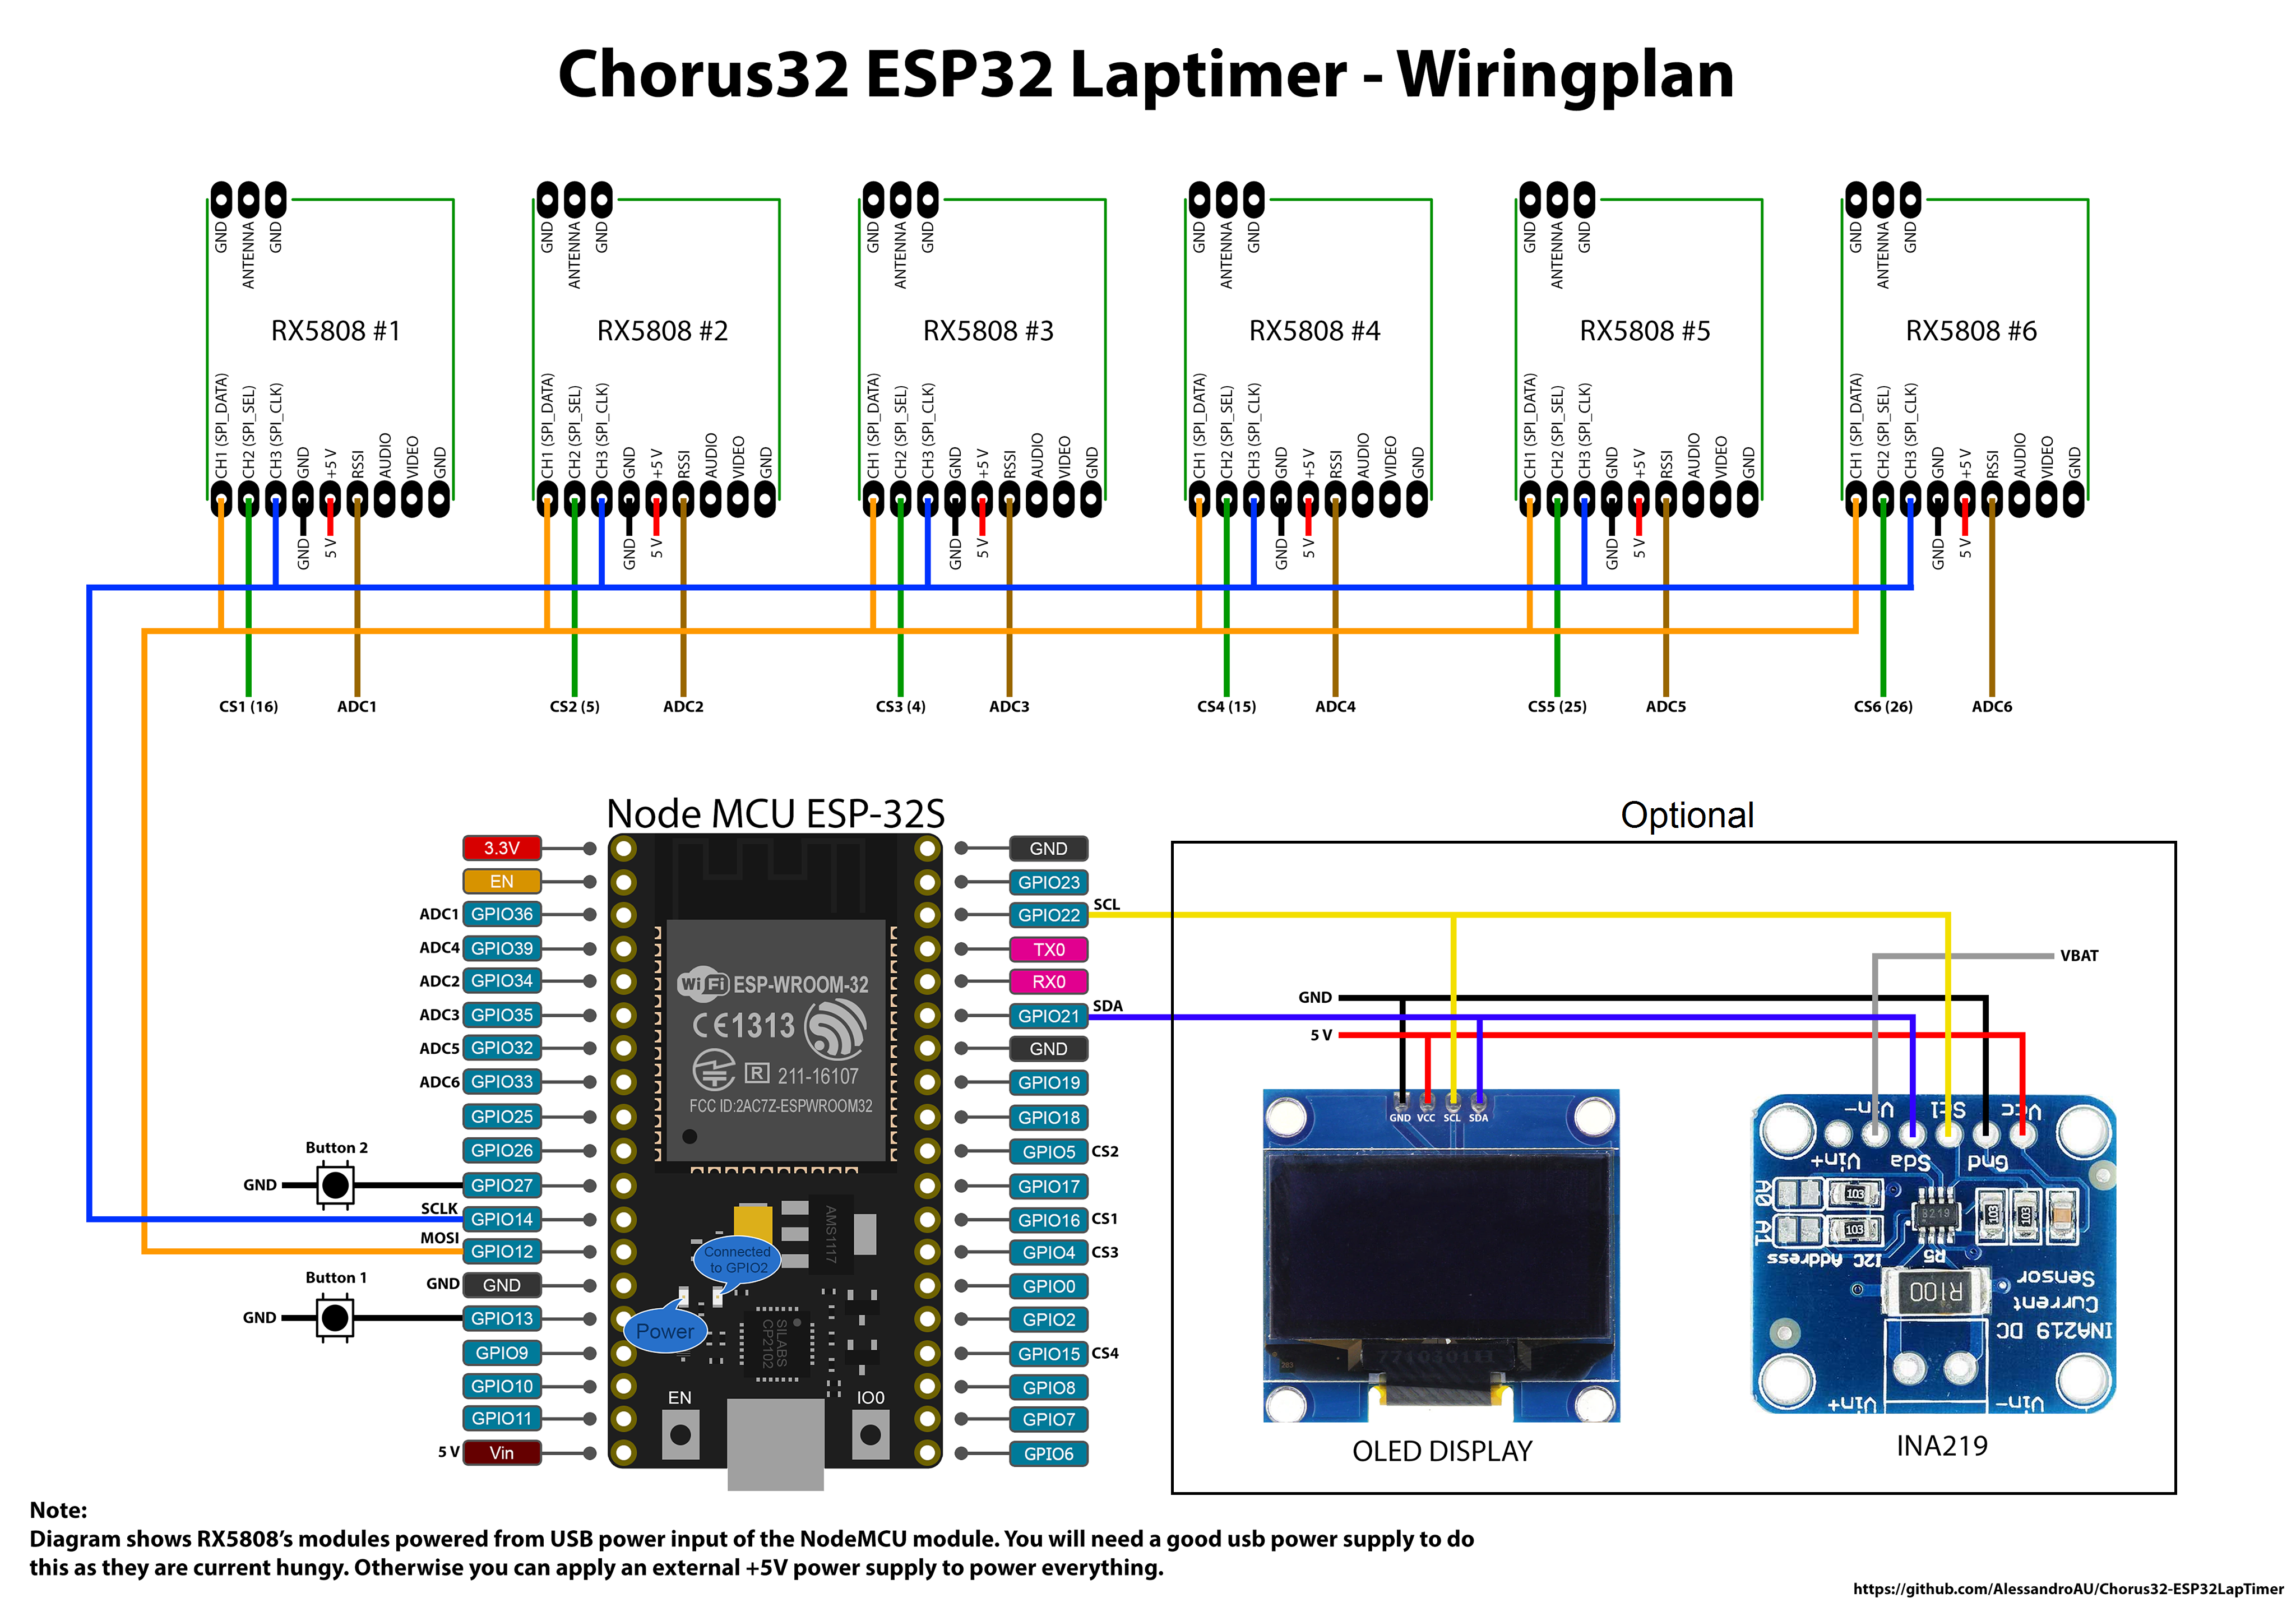 Chorus32 ESP32 Laptimer - Wiringplan
GND ANTENNA GND
RX5808 #1
CH1 (SPI_DATA) CH2 (SPI_SEL) CH3 (SPI_CLK) GND +5 V RSSI AUDIO VIDEO GND
GND 5 V
CS1 (16) ADC1
GND ANTENNA GND
RX5808 #2
CH1 (SPI_DATA) CH2 (SPI_SEL) CH3 (SPI_CLK) GND +5 V RSSI AUDIO VIDEO GND
GND 5 V
CS2 (5) ADC2
GND ANTENNA GND
RX5808 #3
CH1 (SPI_DATA) CH2 (SPI_SEL) CH3 (SPI_CLK) GND +5 V RSSI AUDIO VIDEO GND
GND 5 V
CS3 (4) ADC3
GND ANTENNA GND
RX5808 #4
CH1 (SPI_DATA) CH2 (SPI_SEL) CH3 (SPI_CLK) GND +5 V RSSI AUDIO VIDEO GND
GND 5 V
CS4 (15) ADC4
GND ANTENNA GND
RX5808 #5
CH1 (SPI_DATA) CH2 (SPI_SEL) CH3 (SPI_CLK) GND +5 V RSSI AUDIO VIDEO GND
GND 5 V
CS5 (25) ADC5
GND ANTENNA GND
RX5808 #6
CH1 (SPI_DATA) CH2 (SPI_SEL) CH3 (SPI_CLK) GND +5 V RSSI AUDIO VIDEO GND
GND 5 V
CS6 (26) ADC6
Node MCU ESP-32S
3.3V
EN
ADC1 GPIO36
ADC4 GPIO39
ADC2 GPIO34
ADC3 GPIO35
ADC5 GPIO32
ADC6 GPIO33
GPIO25
GPIO26
Button 2
GND GPIO27
SCLK GPIO14
MOSI GPIO12
GND GND
Button 1
GND GPIO13
GPIO9
GPIO10
GPIO11
5 V Vin
WiFi ESP-WROOM-32
CE1313
R 211-16107
FCC ID:2AC7Z-ESPWROOM32
AMS1117
Connected
to GPIO2
Power
SILABS
CP2102
EN IO0
GND
GPIO23
GPIO22 SCL
TX0
RX0
GPIO21 SDA
GND
GPIO19
GPIO18
GPIO5 CS2
GPIO17
GPIO16 CS1
GPIO4 CS3
GPIO0
GPIO2
GPIO15 CS4
GPIO8
GPIO7
GPIO6
Optional
VBAT
GND
5 V
GND VCC SCL SDA
OLED DISPLAY
Vin- Scl Vcc
Vin+ Sda Gnd
A0 103
A1 103
103 103
I2C Address
R5
R100
INA219 DC
Current
Sensor
Vin+ Vin-
INA219
Note:
Diagram shows RX5808’s modules powered from USB power input of the NodeMCU module. You will need a good usb power supply to do
this as they are current hungy. Otherwise you can apply an external +5V power supply to power everything.
https://github.com/AlessandroAU/Chorus32-ESP32LapTimer